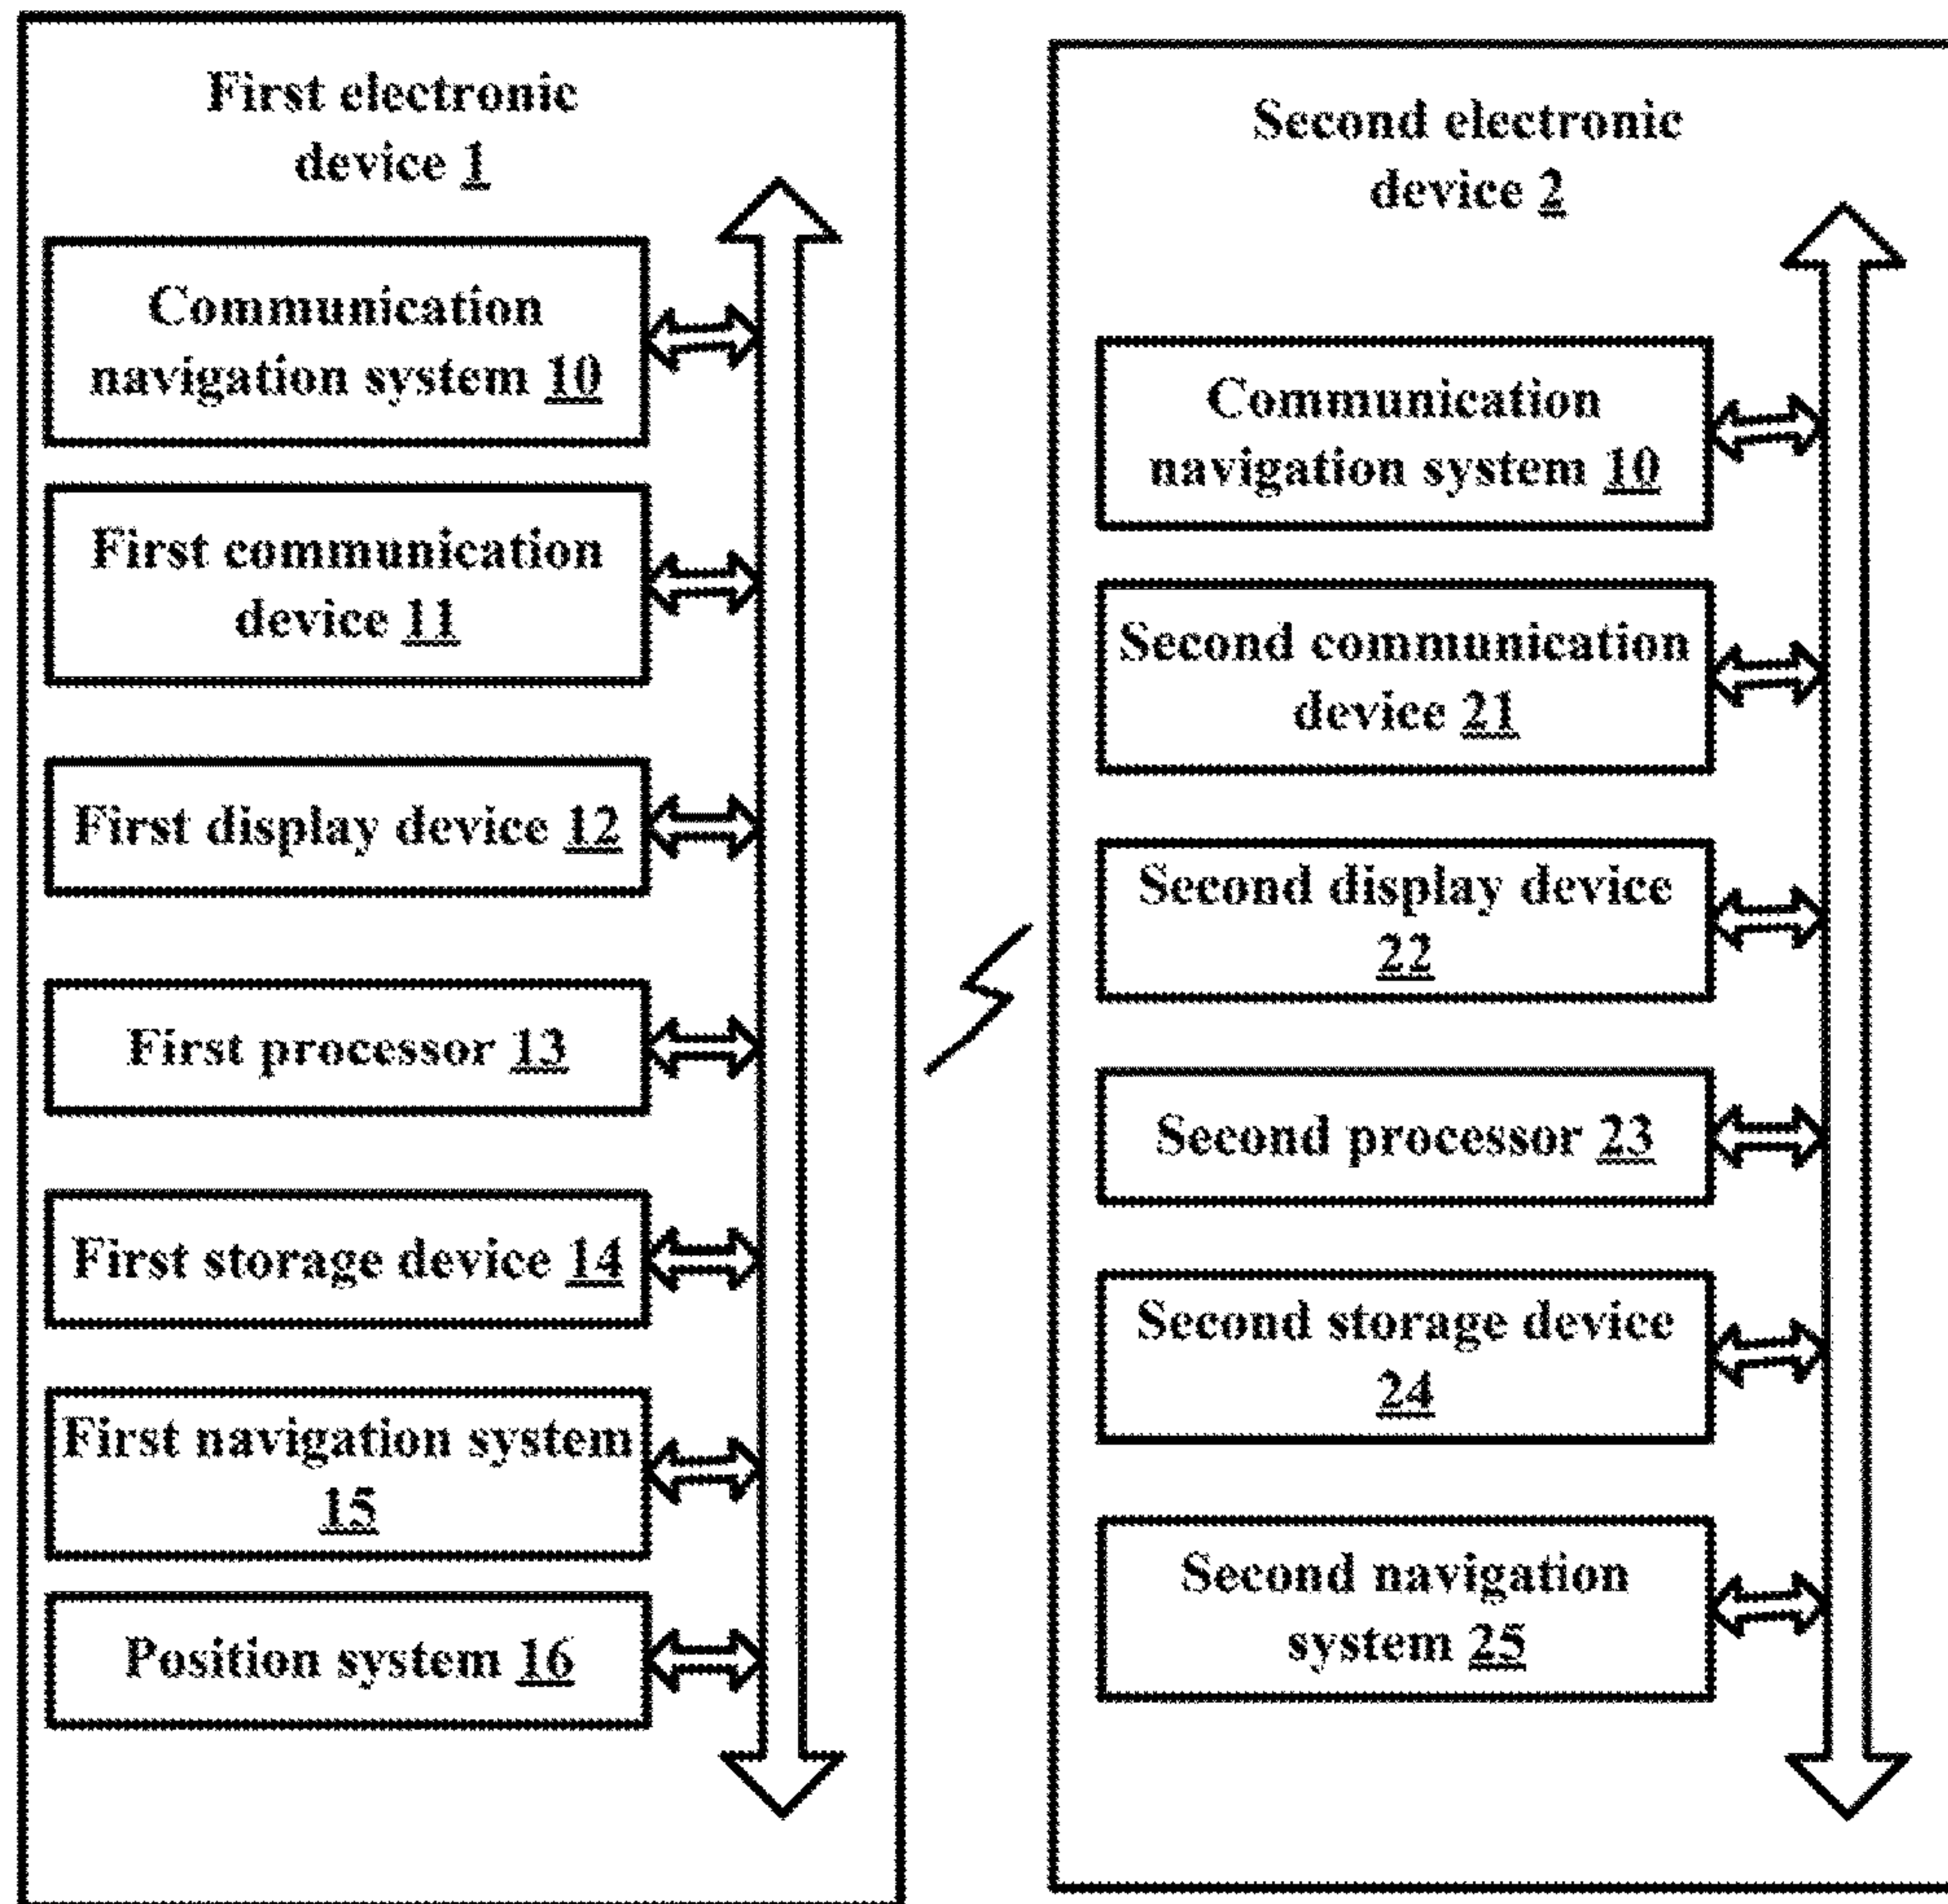 First electronic
device 1
Communication
navigation system 10
First communication
device 11
First display device 12
First processor 13
First storage device 14
First navigation system
15
Position system 16
Second electronic
device 2
Communication
navigation system 10
Second communication
device 21
Second display device
22
Second processor 23
Second storage device
24
Second navigation
system 25